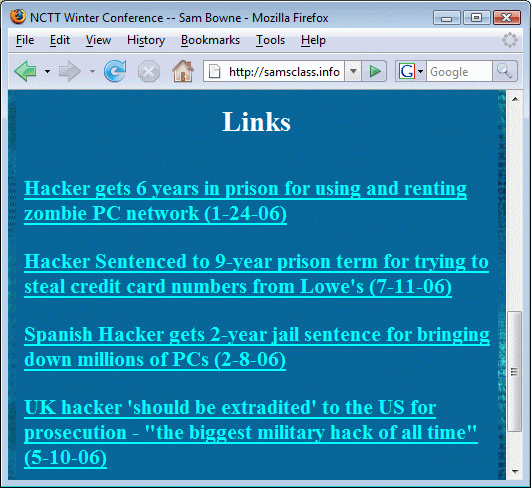 NCTT Winter Conference -- Sam Bowne - Mozilla Firefox
File Edit View History Bookmarks Tools Help
http://samsclass.info
G Google
Links
Hacker gets 6 years in prison for using and renting
zombie PC network (1-24-06)
Hacker Sentenced to 9-year prison term for trying to
steal credit card numbers from Lowe's (7-11-06)
Spanish Hacker gets 2-year jail sentence for bringing
down millions of PCs (2-8-06)
UK hacker 'should be extradited' to the US for
prosecution - "the biggest military hack of all time"
(5-10-06)